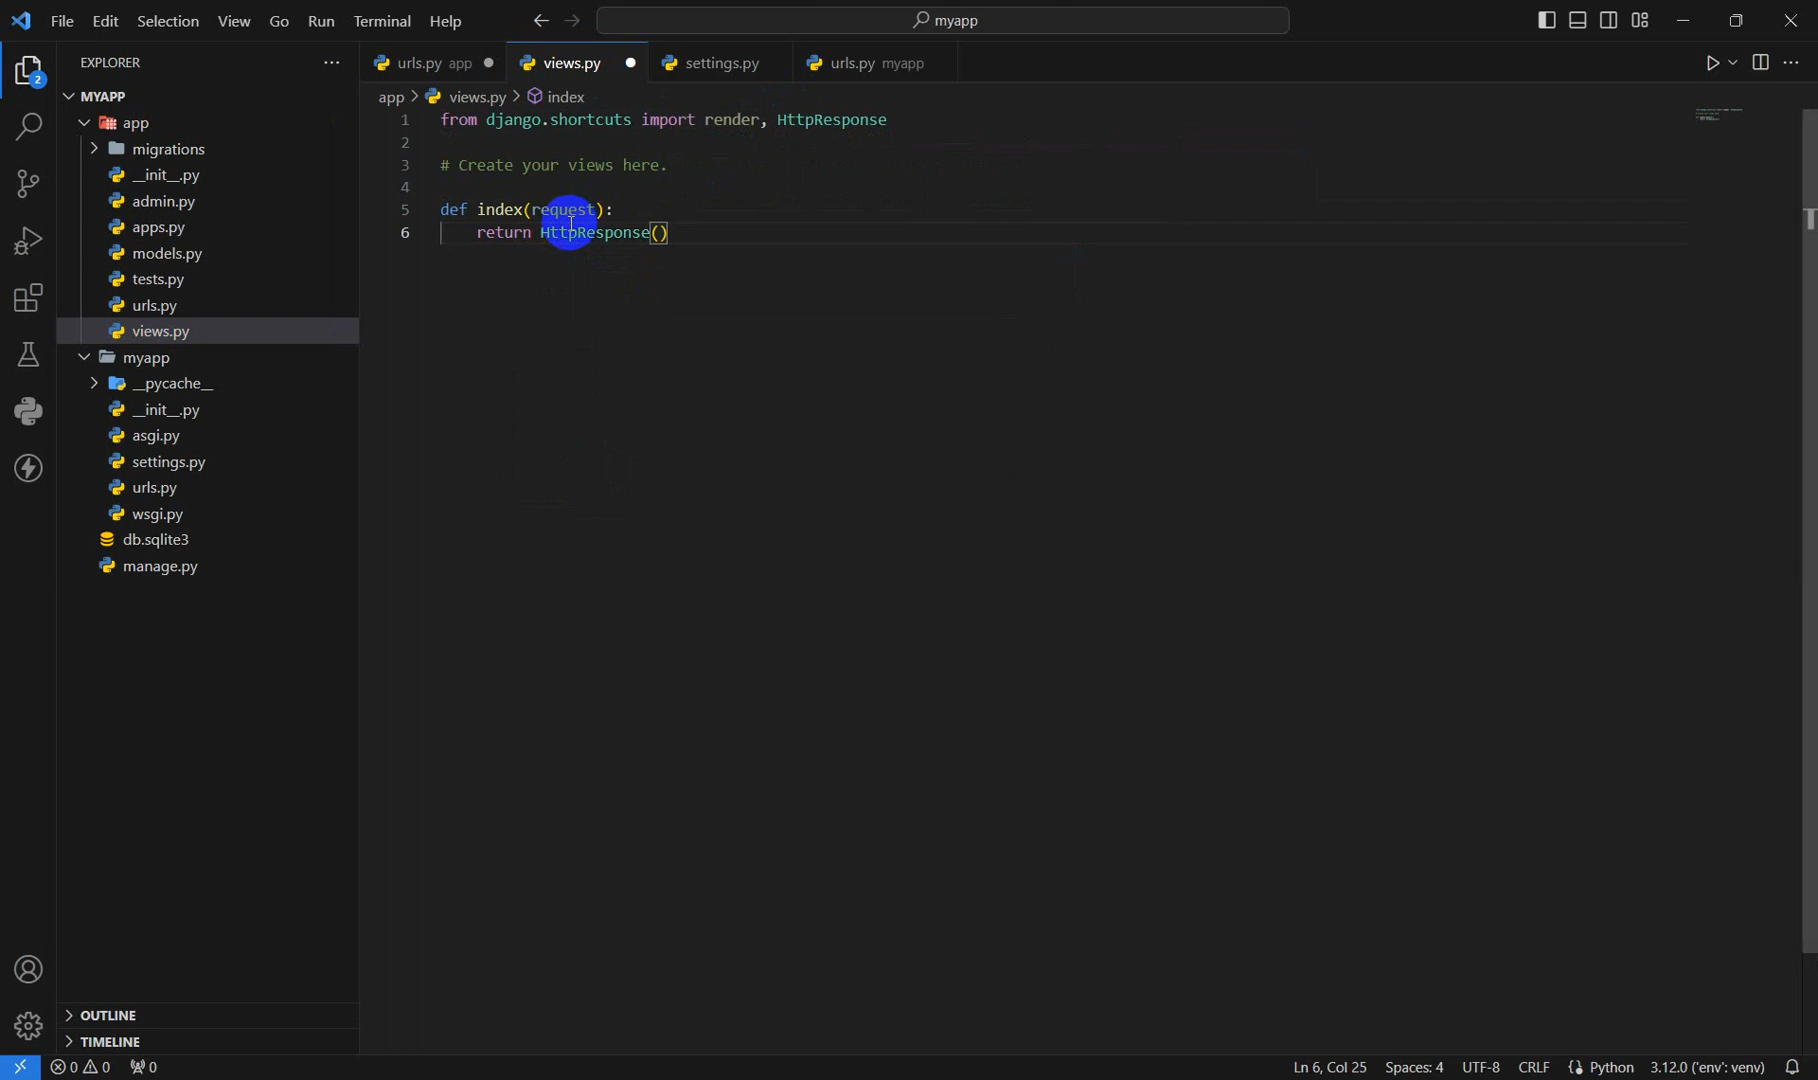 File Edit Selection View Go Run Terminal Help
myapp
EXPLORER
urls.py app
views.py
settings.py
urls.py myapp
2
MYAPP
app > views.py > index
app
migrations
__init__.py
admin.py
apps.py
models.py
tests.py
urls.py
views.py
myapp
__pycache__
__init__.py
asgi.py
settings.py
urls.py
wsgi.py
db.sqlite3
manage.py
OUTLINE
TIMELINE
1 from django.shortcuts import render, HttpResponse
2
3 # Create your views here.
4
5 def index(request):
6 return HttpResponse()
0 0 0
Ln 6, Col 25 Spaces: 4 UTF-8 CRLF Python 3.12.0 ('env': venv)